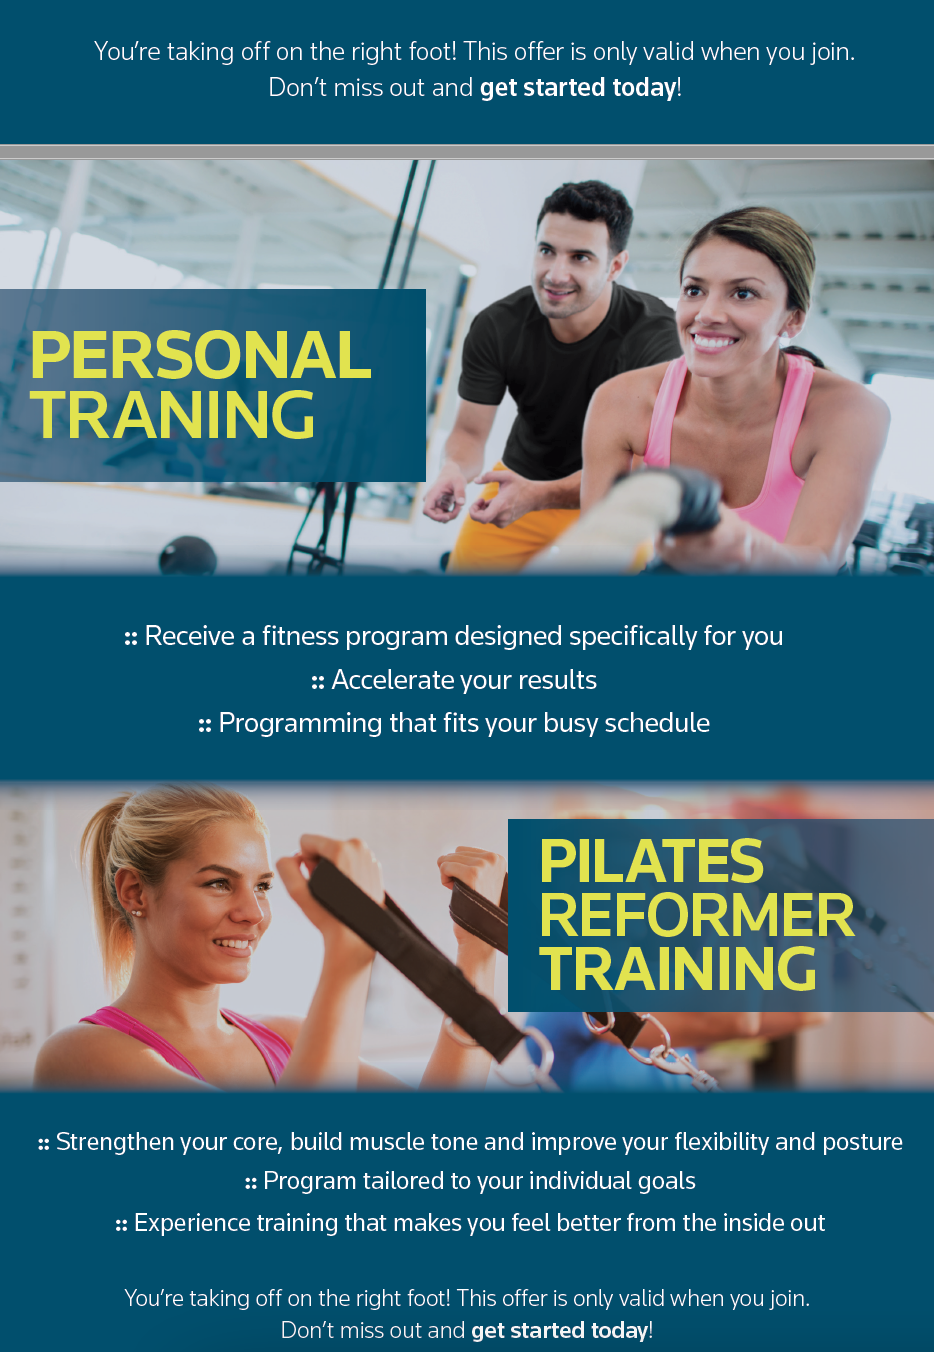 You’re taking off on the right foot! This offer is only valid when you join.
Don’t miss out and get started today!
PERSONAL
TRANING
:: Receive a fitness program designed specifically for you
:: Accelerate your results
:: Programming that fits your busy schedule
PILATES
REFORMER
TRAINING
:: Strengthen your core, build muscle tone and improve your flexibility and posture
:: Program tailored to your individual goals
:: Experience training that makes you feel better from the inside out
You’re taking off on the right foot! This offer is only valid when you join.
Don’t miss out and get started today!